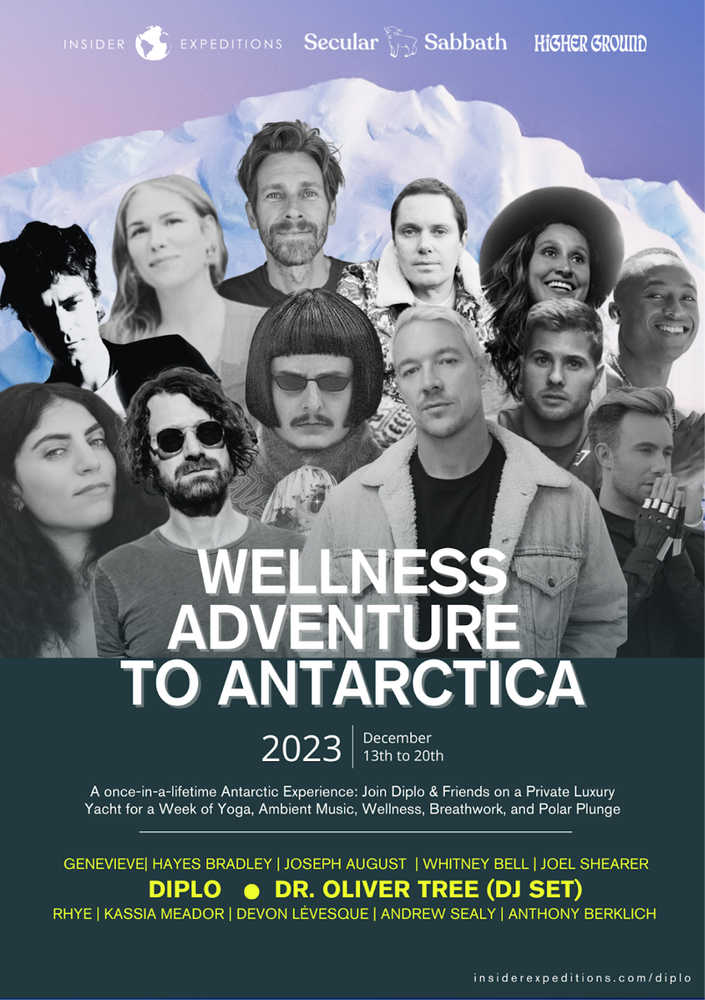 INSIDER EXPEDITIONS Secular Sabbath HiGHER GROUND
WELLNESS
ADVENTURE
TO ANTARCTICA
2023 December
13th to 20th
A once-in-a-lifetime Antarctic Experience: Join Diplo & Friends on a Private Luxury
Yacht for a Week of Yoga, Ambient Music, Wellness, Breathwork, and Polar Plunge
GENEVIEVE| HAYES BRADLEY | JOSEPH AUGUST | WHITNEY BELL | JOEL SHEARER
DIPLO ● DR. OLIVER TREE (DJ SET)
RHYE | KASSIA MEADOR | DEVON LÉVESQUE | ANDREW SEALY | ANTHONY BERKLICH
insiderexpeditions.com/diplo